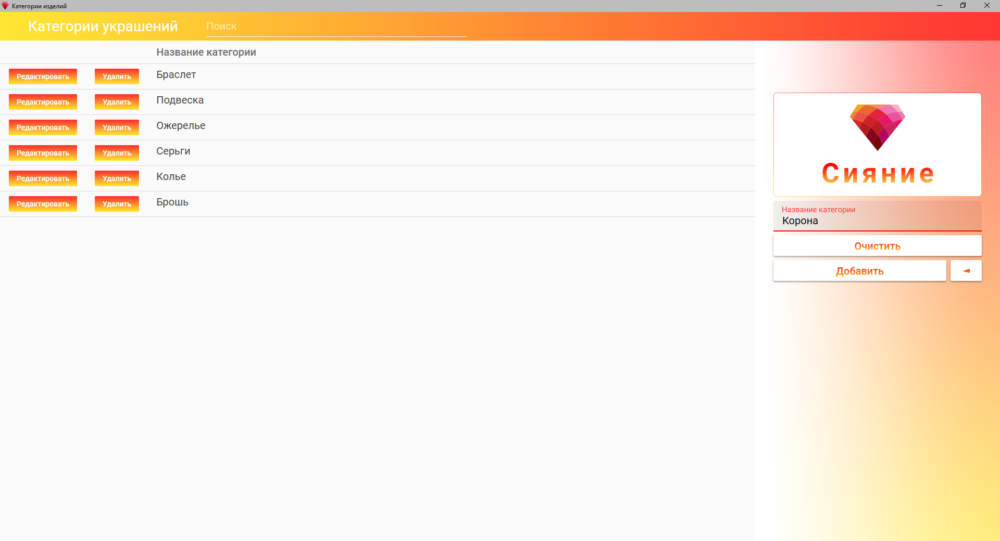 Категории изделий
Категории украшений
Поиск
Название категории
Редактировать Удалить Браслет
Редактировать Удалить Подвеска
Редактировать Удалить Ожерелье
Редактировать Удалить Серьги
Редактировать Удалить Колье
Редактировать Удалить Брошь
Сияние
Название категории
Корона
Очистить
Добавить